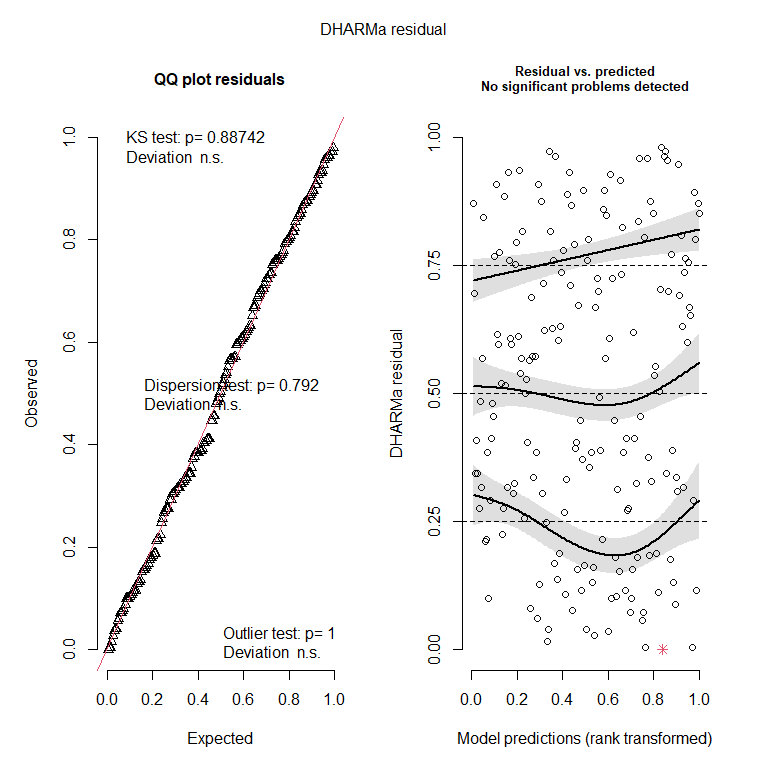 DHARMa residual
QQ plot residuals
KS test: p= 0.88742
Deviation n.s.
Dispersion test: p= 0.792
Deviation n.s.
Outlier test: p= 1
Deviation n.s.
Observed
0.0
0.2
0.4
0.6
0.8
1.0
0.0
0.2
0.4
0.6
0.8
1.0
Expected
Residual vs. predicted
No significant problems detected
DHARMa residual
0.00
0.25
0.50
0.75
1.00
0.0
0.2
0.4
0.6
0.8
1.0
Model predictions (rank transformed)